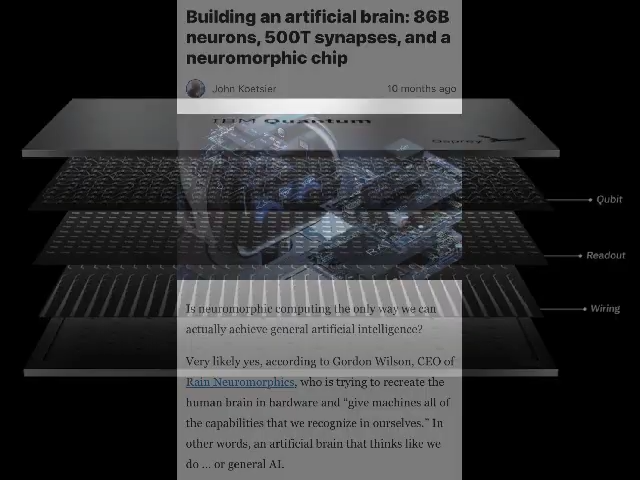 Building an artificial brain: 86B
neurons, 500T synapses, and a
neuromorphic chip
John Koetsier
10 months ago
IBM Quantum
Osprey
Qubit
Readout
Wiring
Is neuromorphic computing the only way we can
actually achieve general artificial intelligence?
Very likely yes, according to Gordon Wilson, CEO of
Rain Neuromorphics, who is trying to recreate the
human brain in hardware and “give machines all of
the capabilities that we recognize in ourselves.” In
other words, an artificial brain that thinks like we
do ... or general AI.